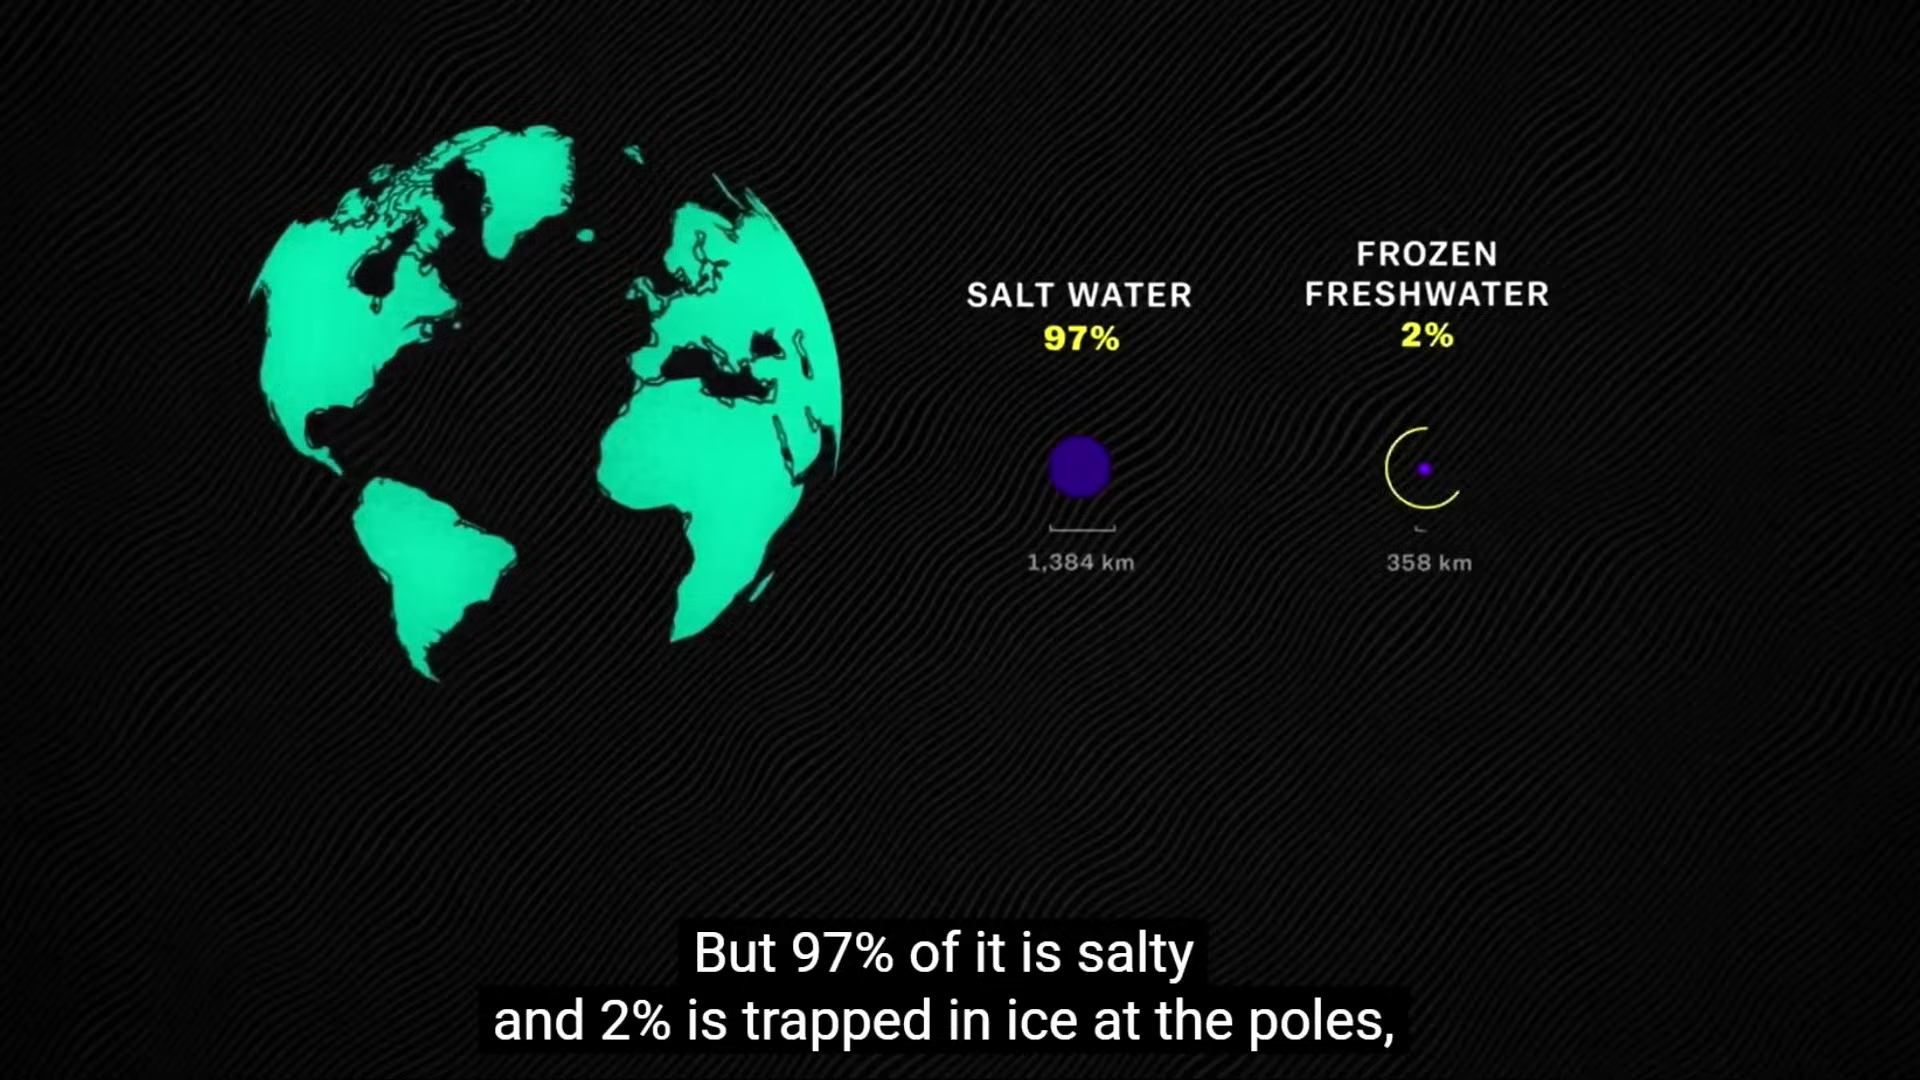 SALT WATER
97%
1,384 km
FROZEN
FRESHWATER
2%
358 km
But 97% of it is salty
and 2% is trapped in ice at the poles,